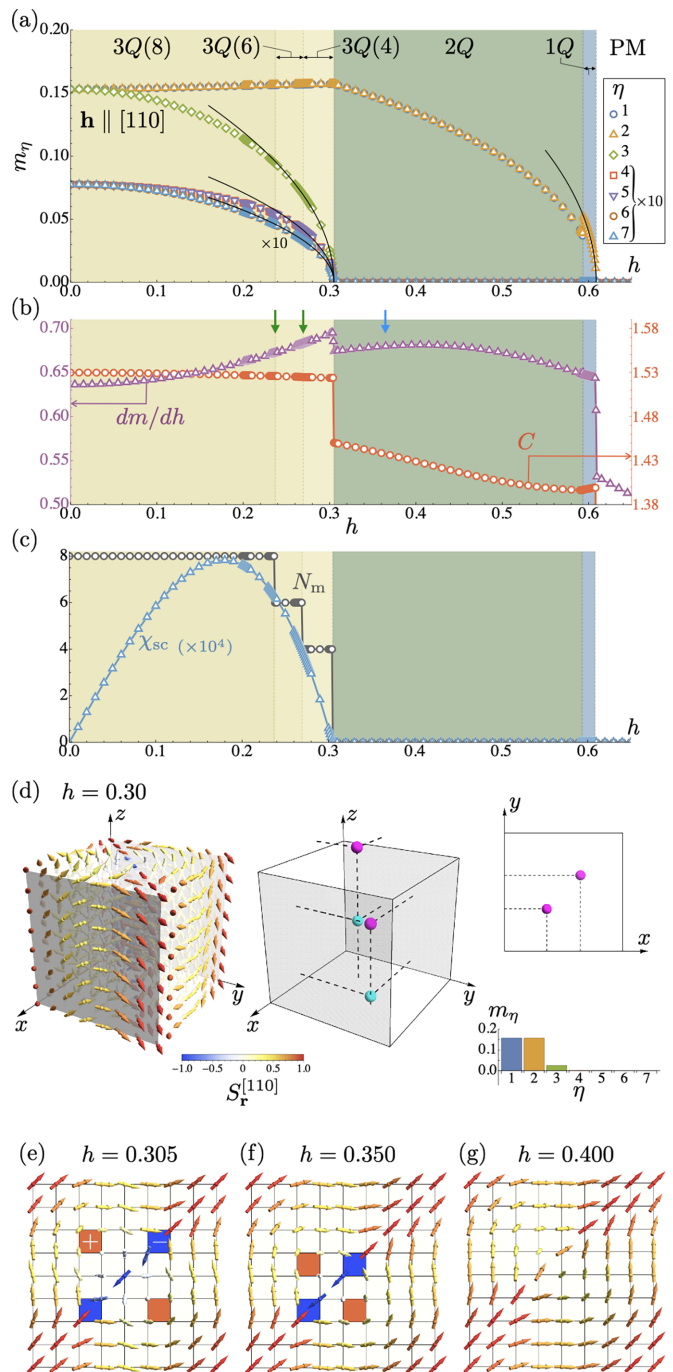 (a)
0.20
0.15
0.10
0.05
0.00
m_η
3Q(8)
3Q(6)
3Q(4)
2Q
1Q
PM
h ∥ [110]
×10
η
1
2
3
4
5
6
7
×10
0.0 0.1 0.2 0.3 0.4 0.5 0.6 h
(b)
0.70
0.65
0.60
0.55
0.50
dm/dh
C
1.58
1.53
1.48
1.43
1.38
0.0 0.1 0.2 0.3 0.4 0.5 0.6
h
(c)
8
6
4
2
0
N_m
χ_sc (×10⁴)
h
0.0 0.1 0.2 0.3 0.4 0.5 0.6
(d) h = 0.30
z
x
y
z
x
y
y
x
-1.0 -0.5 0 0.5 1.0
S_r^[110]
m_η
0.2
0.1
0.0
1 2 3 4 5 6 7
η
(e) h = 0.305
+ −
(f) h = 0.350
(g) h = 0.400